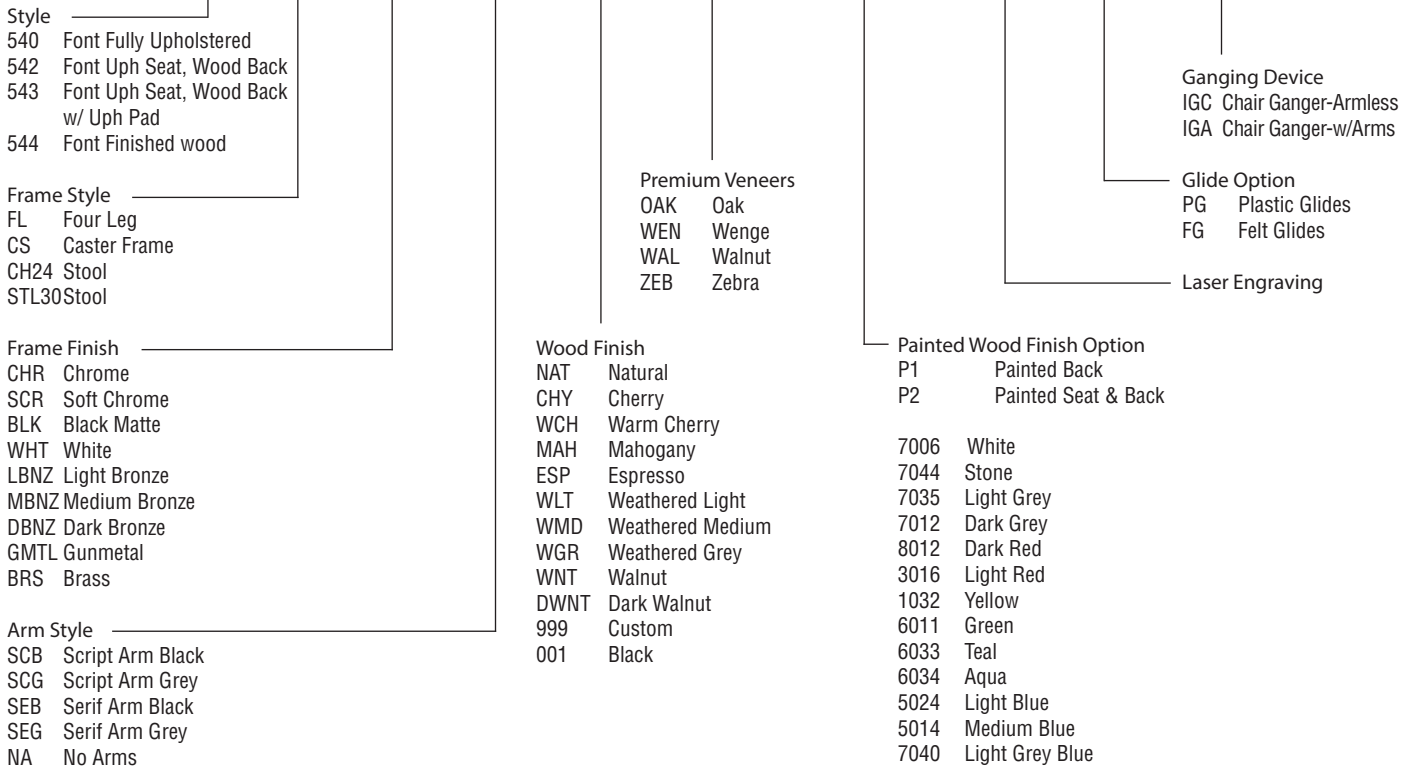 Style
540 Font Fully Upholstered
542 Font Uph Seat, Wood Back
543 Font Uph Seat, Wood Back
w/ Uph Pad
544 Font Finished wood
Frame Style
FL Four Leg
CS Caster Frame
CH24 Stool
STL30Stool
Frame Finish
CHR Chrome
SCR Soft Chrome
BLK Black Matte
WHT White
LBNZ Light Bronze
MBNZ Medium Bronze
DBNZ Dark Bronze
GMTL Gunmetal
BRS Brass
Arm Style
SCB Script Arm Black
SCG Script Arm Grey
SEB Serif Arm Black
SEG Serif Arm Grey
NA No Arms
Wood Finish
NAT Natural
CHY Cherry
WCH Warm Cherry
MAH Mahogany
ESP Espresso
WLT Weathered Light
WMD Weathered Medium
WGR Weathered Grey
WNT Walnut
DWNT Dark Walnut
999 Custom
001 Black
Premium Veneers
OAK Oak
WEN Wenge
WAL Walnut
ZEB Zebra
Painted Wood Finish Option
P1 Painted Back
P2 Painted Seat & Back
7006 White
7044 Stone
7035 Light Grey
7012 Dark Grey
8012 Dark Red
3016 Light Red
1032 Yellow
6011 Green
6033 Teal
6034 Aqua
5024 Light Blue
5014 Medium Blue
7040 Light Grey Blue
Laser Engraving
Glide Option
PG Plastic Glides
FG Felt Glides
Ganging Device
IGC Chair Ganger-Armless
IGA Chair Ganger-w/Arms